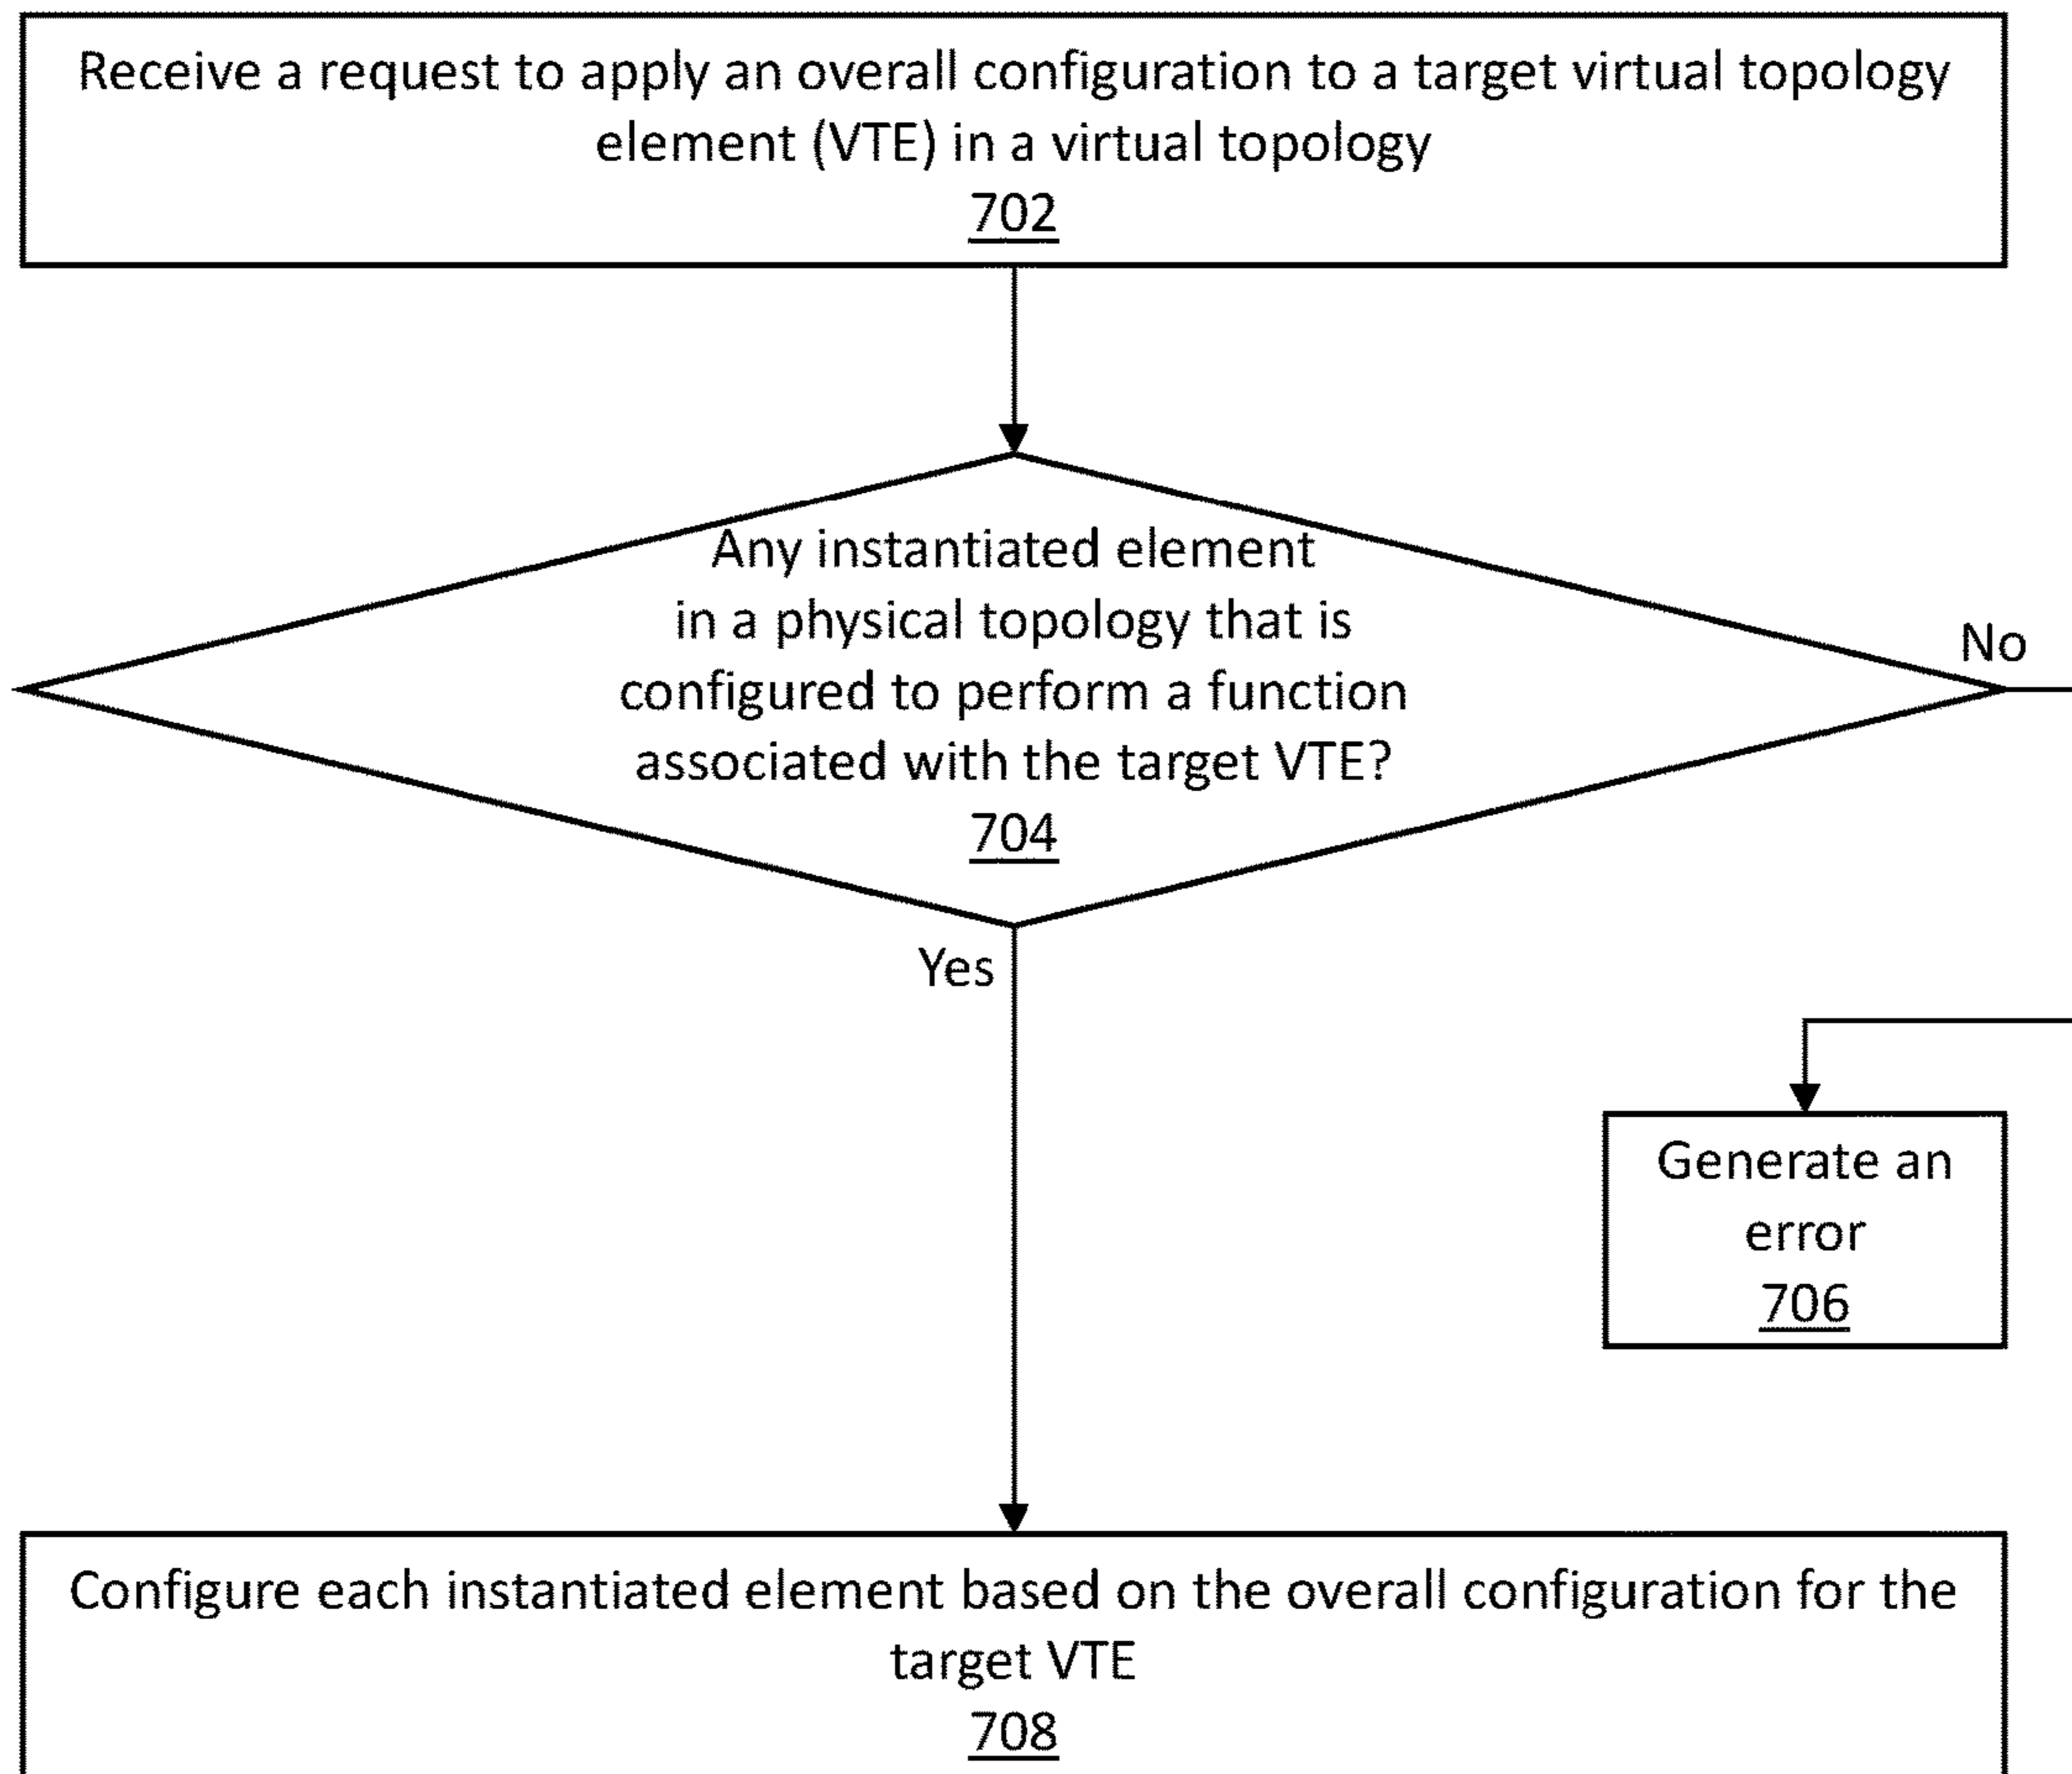 Receive a request to apply an overall configuration to a target virtual topology
element (VTE) in a virtual topology
702
Any instantiated element
in a physical topology that is
configured to perform a function
associated with the target VTE?
704
No
Yes
Generate an
error
706
Configure each instantiated element based on the overall configuration for the
target VTE
708